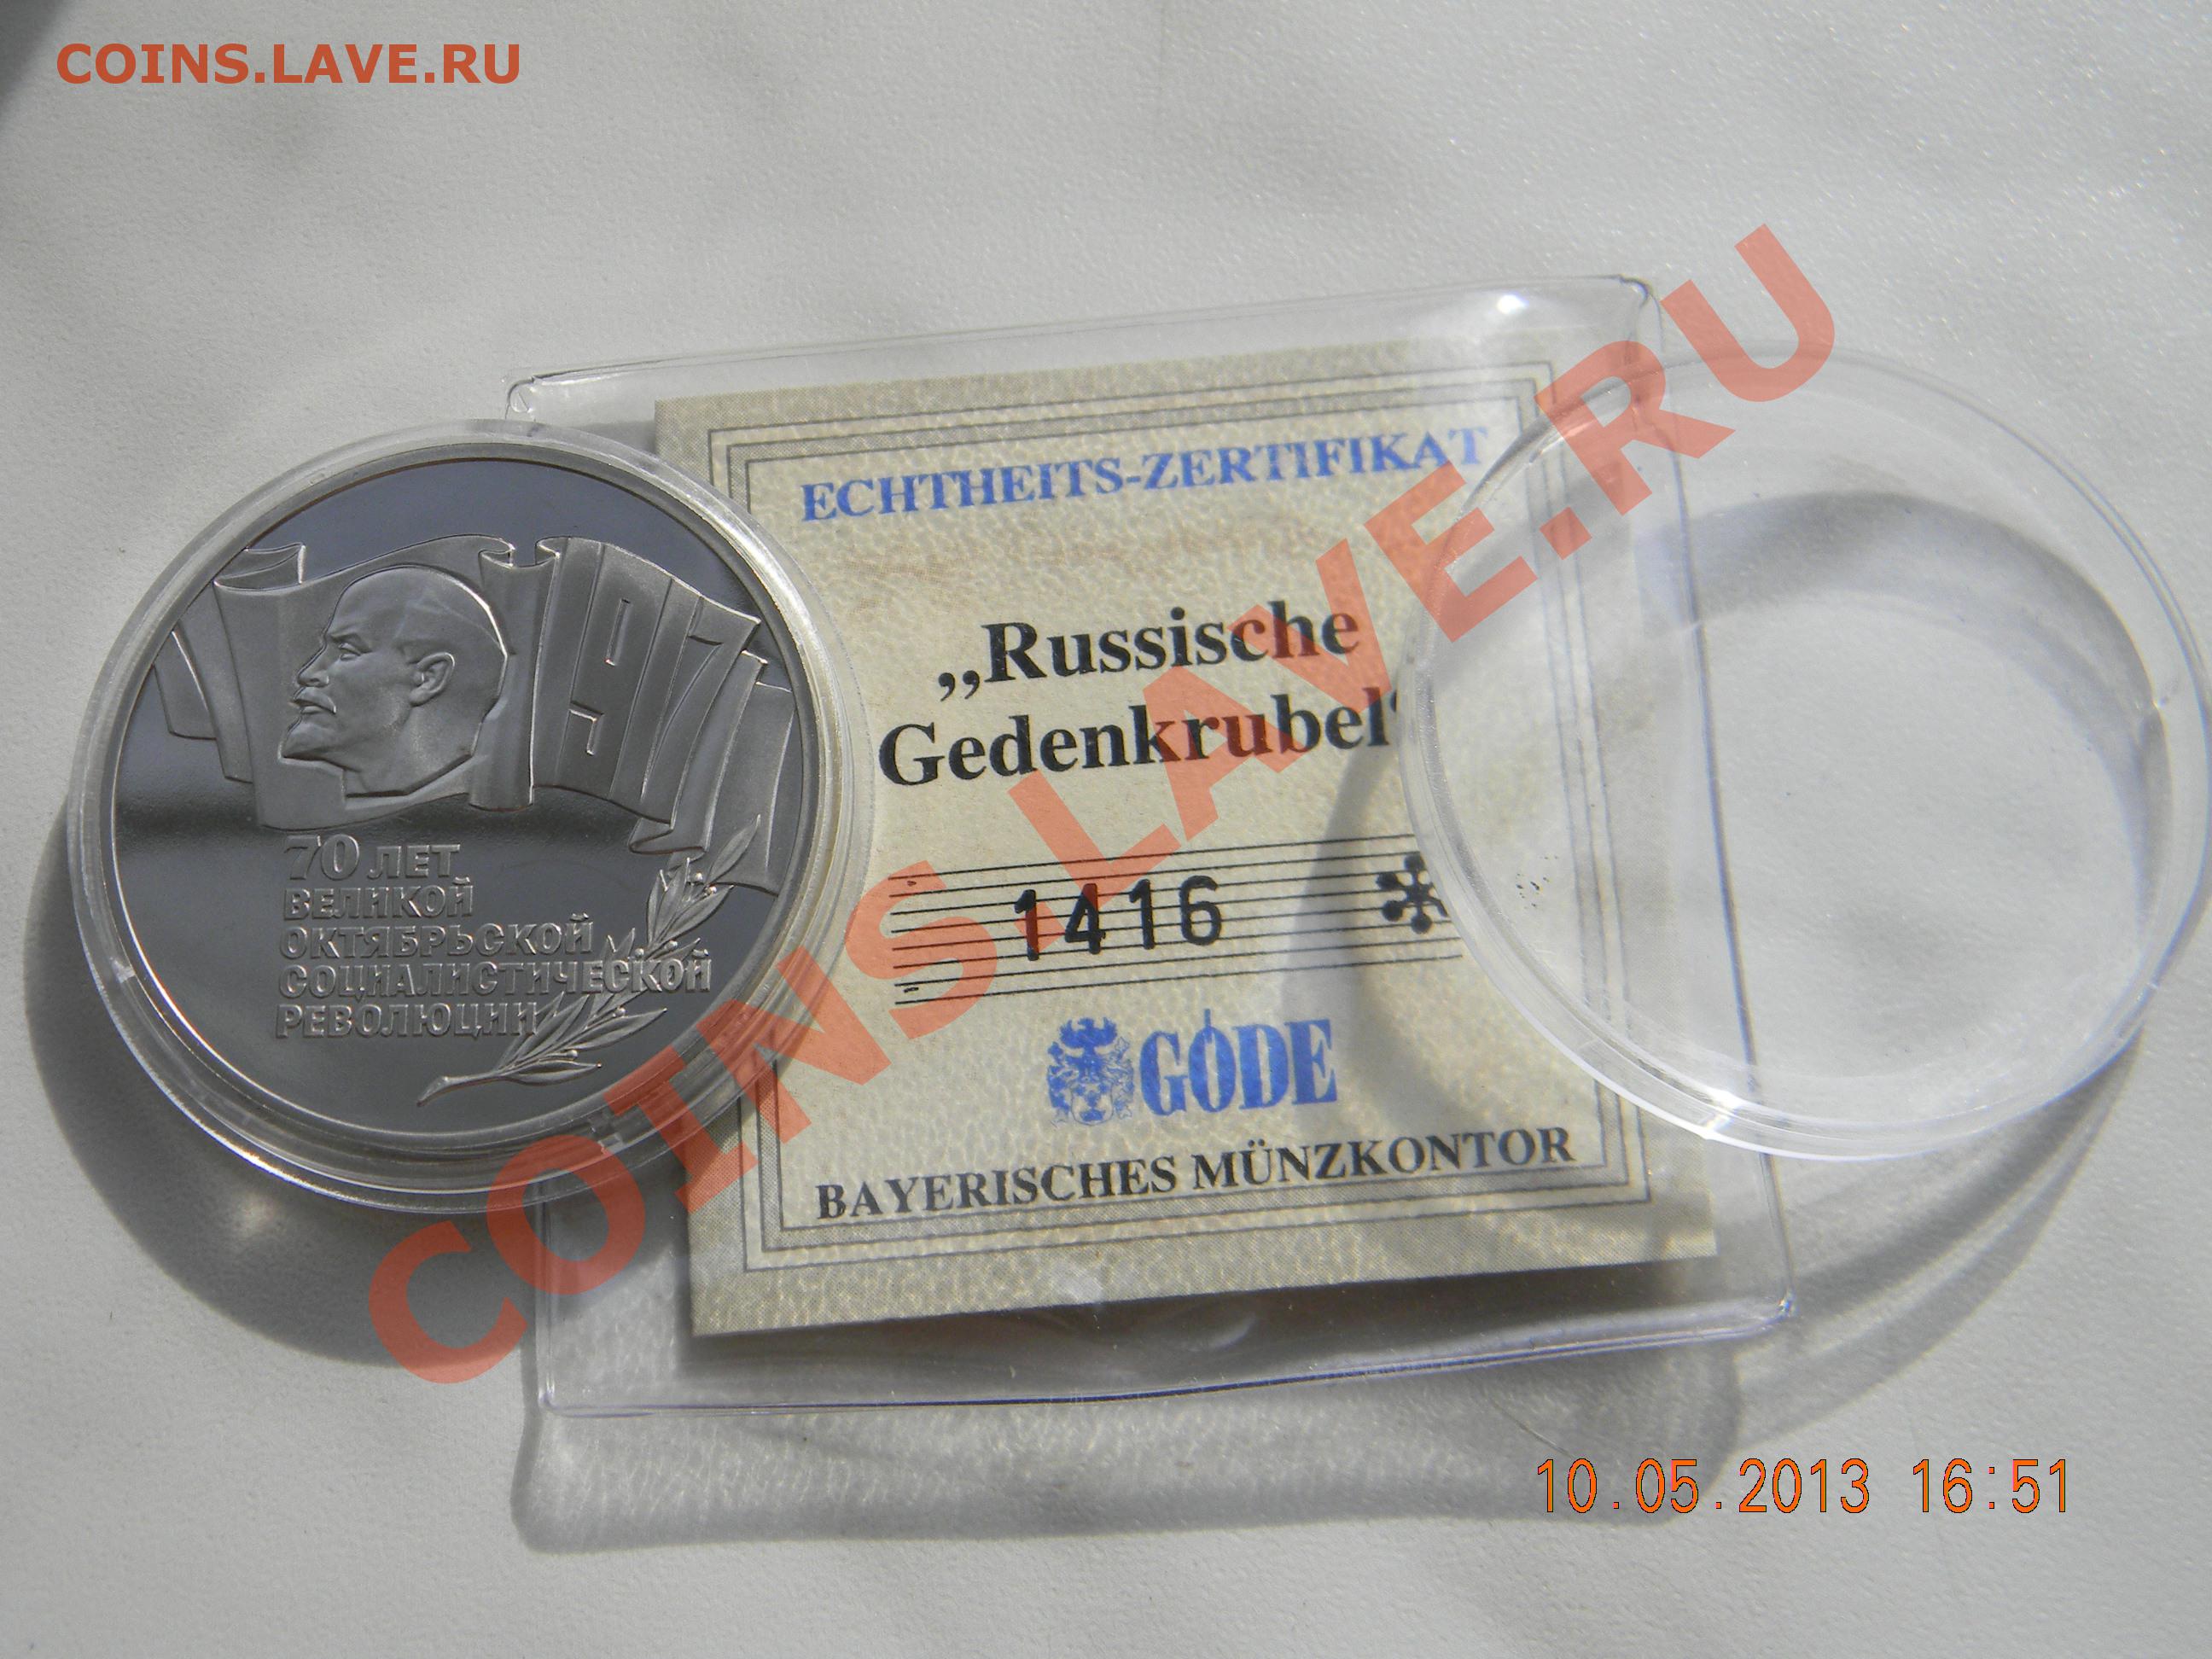 COINS.LAVE.RU
1917
70 ЛЕТ
ВЕЛИКОЙ
ОКТЯБРЬСКОЙ
СОЦИАЛИСТИЧЕСКОЙ
РЕВОЛЮЦИИ
ECHTHEITS-ZERTIFIKAT
„Russische
Gedenkrubel“
1416 *
GÖDE
BAYERISCHES MÜNZKONTOR
COINS.LAVE.RU
10.05.2013 16:51